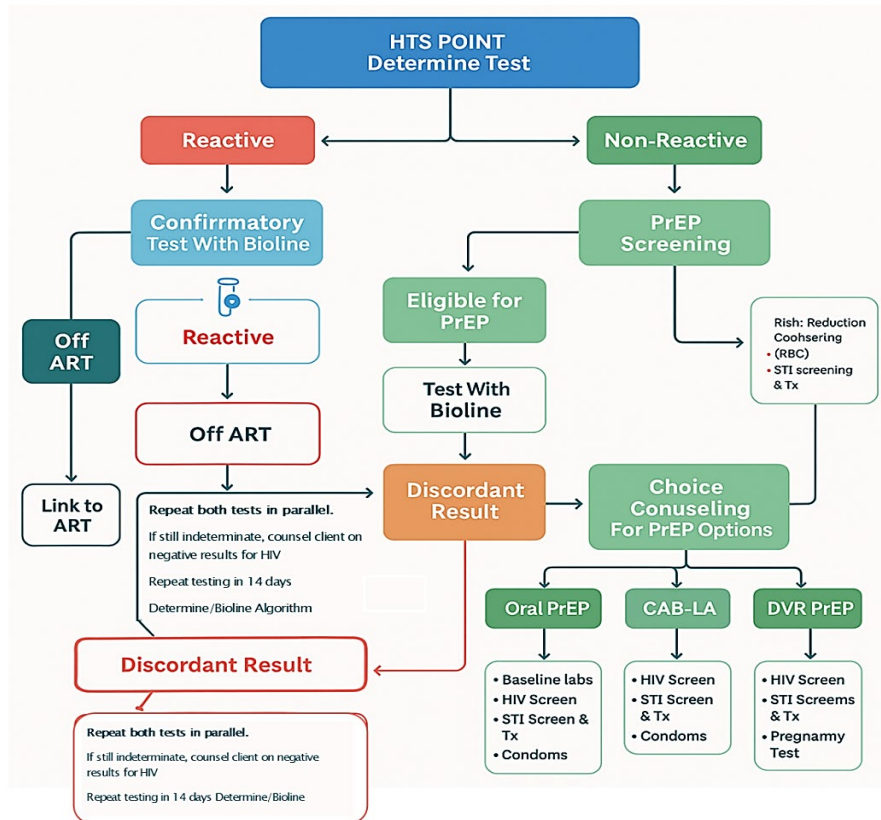 HTS POINT
Determine Test
Reactive
Non-Reactive
Confirrmatory
Test With Bioline
PrEP
Screening
Off
ART
Reactive
Eligible for
PrEP
Rish: Reduction
Coohsering
• (RBC)
• STI screening
& Tx
Off ART
Test With
Bioline
Link to
ART
Repeat both tests in parallel.
If still indeterminate, counsel client on
negative results for HIV
Repeat testing in 14 days
Determine/Bioline Algorithm
Discordant
Result
Choice
Conuseling
For PrEP Options
Oral PrEP
CAB-LA
DVR PrEP
• Baseline labs
• HIV Screen
• STI Screen &
Tx
• Condoms
• HIV Screen
• STI Screen
& Tx
• Condoms
• HIV Screen
• STI Screems
& Tx
• Pregnarmy
Test
Discordant Result
Repeat both tests in parallel.
If still indeterminate, counsel client on negative
results for HIV
Repeat testing in 14 days Determine/Bioline